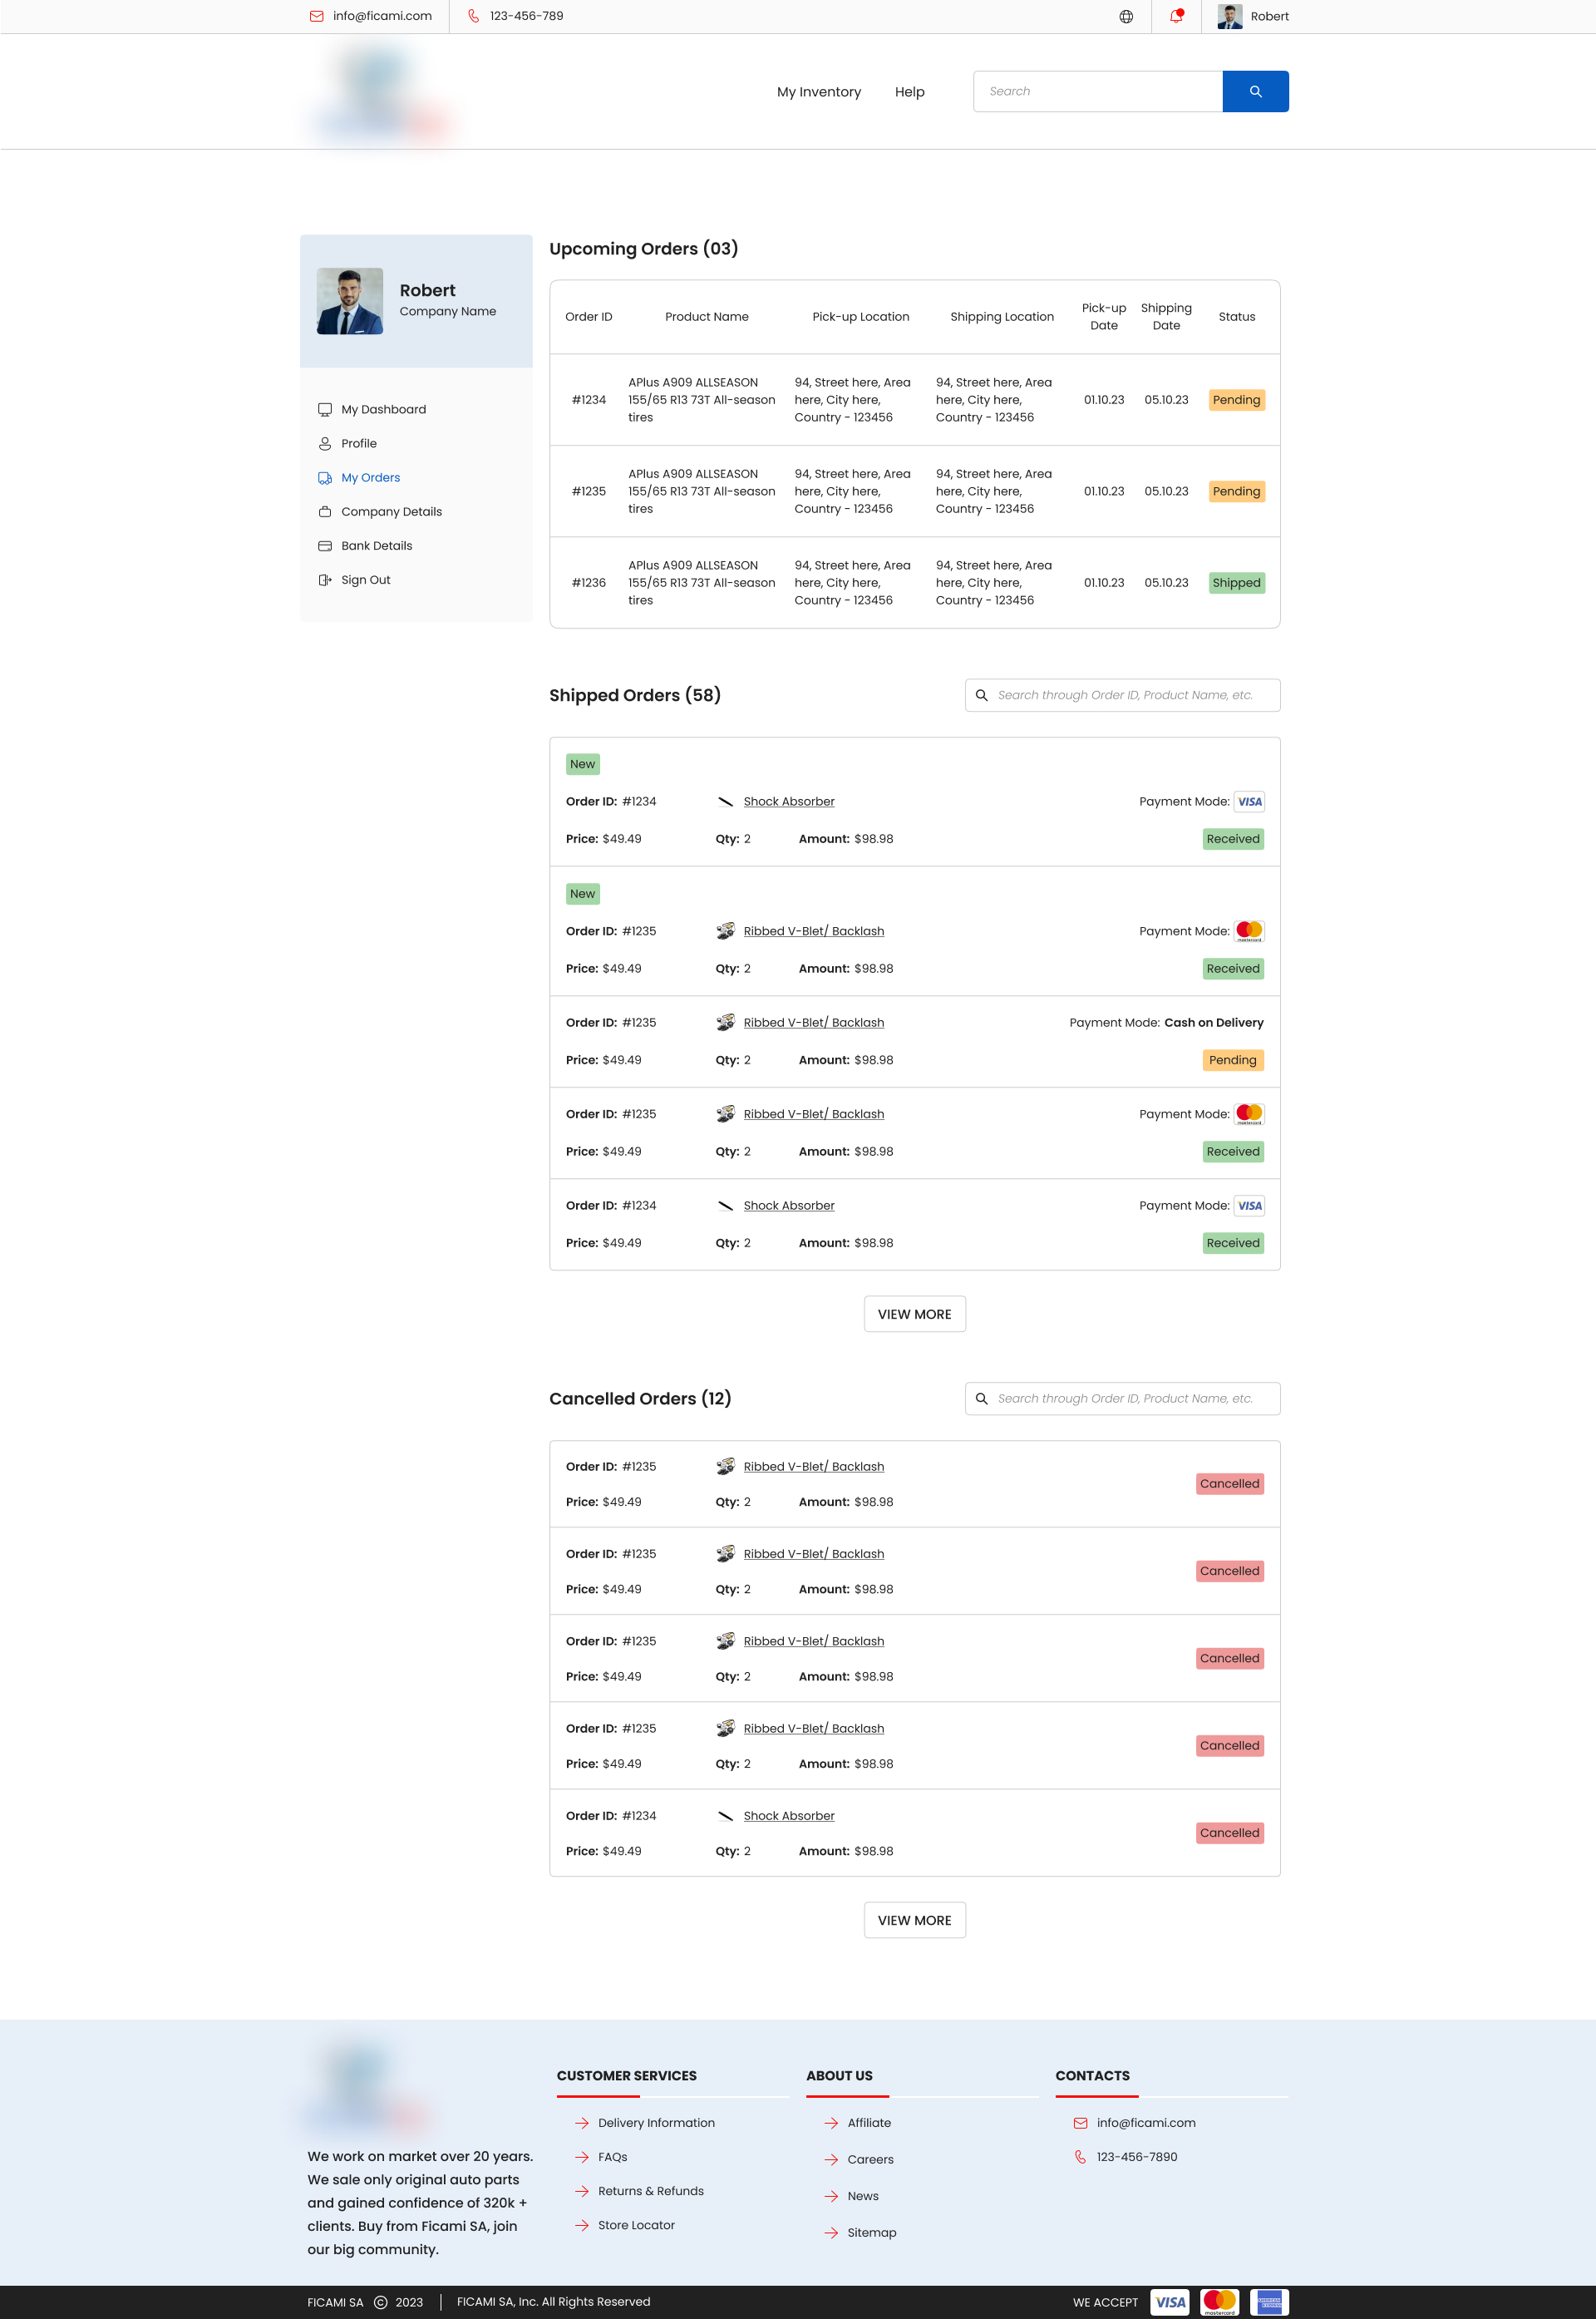 info@ficami.com
123-456-789
Robert
My Inventory
Help
Search
Robert
Company Name
My Dashboard
Profile
My Orders
Company Details
Bank Details
Sign Out
Upcoming Orders (03)
Order ID Product Name Pick-up Location Shipping Location Pick-up Date Shipping Date Status
#1234
APlus A909 ALLSEASON
155/65 R13 73T All-season
tires
94, Street here, Area
here, City here,
Country - 123456
94, Street here, Area
here, City here,
Country - 123456
01.10.23 05.10.23 Pending
#1235
APlus A909 ALLSEASON
155/65 R13 73T All-season
tires
94, Street here, Area
here, City here,
Country - 123456
94, Street here, Area
here, City here,
Country - 123456
01.10.23 05.10.23 Pending
#1236
APlus A909 ALLSEASON
155/65 R13 73T All-season
tires
94, Street here, Area
here, City here,
Country - 123456
94, Street here, Area
here, City here,
Country - 123456
01.10.23 05.10.23 Shipped
Shipped Orders (58)
Search through Order ID, Product Name, etc.
New
Order ID: #1234 Shock Absorber Payment Mode: VISA
Price: $49.49 Qty: 2 Amount: $98.98 Received
New
Order ID: #1235 Ribbed V-Blet/ Backlash Payment Mode: mastercard
Price: $49.49 Qty: 2 Amount: $98.98 Received
Order ID: #1235 Ribbed V-Blet/ Backlash Payment Mode: Cash on Delivery
Price: $49.49 Qty: 2 Amount: $98.98 Pending
Order ID: #1235 Ribbed V-Blet/ Backlash Payment Mode: mastercard
Price: $49.49 Qty: 2 Amount: $98.98 Received
Order ID: #1234 Shock Absorber Payment Mode: VISA
Price: $49.49 Qty: 2 Amount: $98.98 Received
VIEW MORE
Cancelled Orders (12)
Search through Order ID, Product Name, etc.
Order ID: #1235 Ribbed V-Blet/ Backlash
Price: $49.49 Qty: 2 Amount: $98.98
Cancelled
Order ID: #1235 Ribbed V-Blet/ Backlash
Price: $49.49 Qty: 2 Amount: $98.98
Cancelled
Order ID: #1235 Ribbed V-Blet/ Backlash
Price: $49.49 Qty: 2 Amount: $98.98
Cancelled
Order ID: #1235 Ribbed V-Blet/ Backlash
Price: $49.49 Qty: 2 Amount: $98.98
Cancelled
Order ID: #1234 Shock Absorber
Price: $49.49 Qty: 2 Amount: $98.98
Cancelled
VIEW MORE
We work on market over 20 years.
We sale only original auto parts
and gained confidence of 320k +
clients. Buy from Ficami SA, join
our big community.
CUSTOMER SERVICES
Delivery Information
FAQs
Returns & Refunds
Store Locator
ABOUT US
Affiliate
Careers
News
Sitemap
CONTACTS
info@ficami.com
123-456-7890
FICAMI SA © 2023
FICAMI SA, Inc. All Rights Reserved
WE ACCEPT VISA mastercard AMERICAN EXPRESS